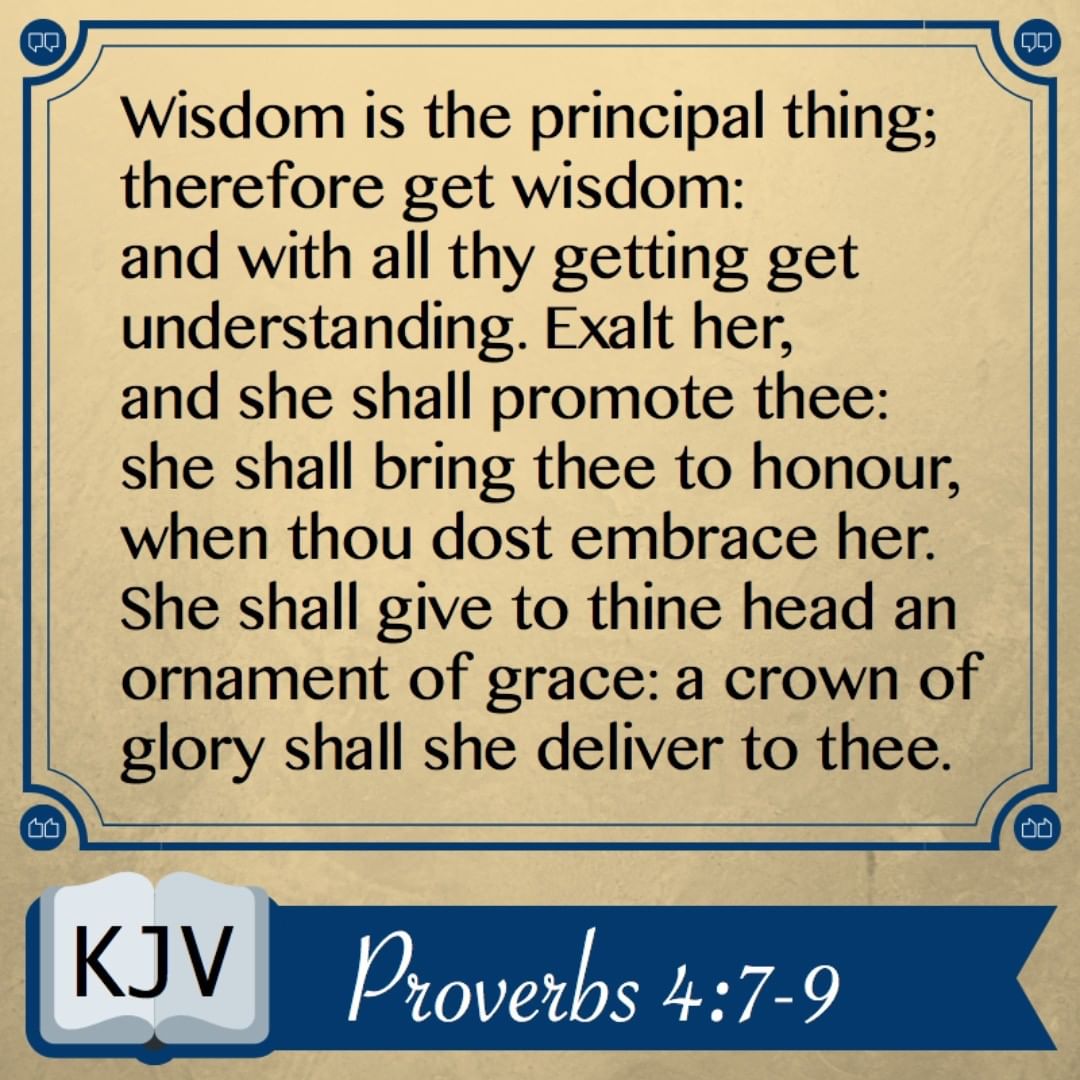 Wisdom is the principal thing;
therefore get wisdom:
and with all thy getting get
understanding. Exalt her,
and she shall promote thee:
she shall bring thee to honour,
when thou dost embrace her.
She shall give to thine head an
ornament of grace: a crown of
glory shall she deliver to thee.
KJV
Proverbs 4:7-9